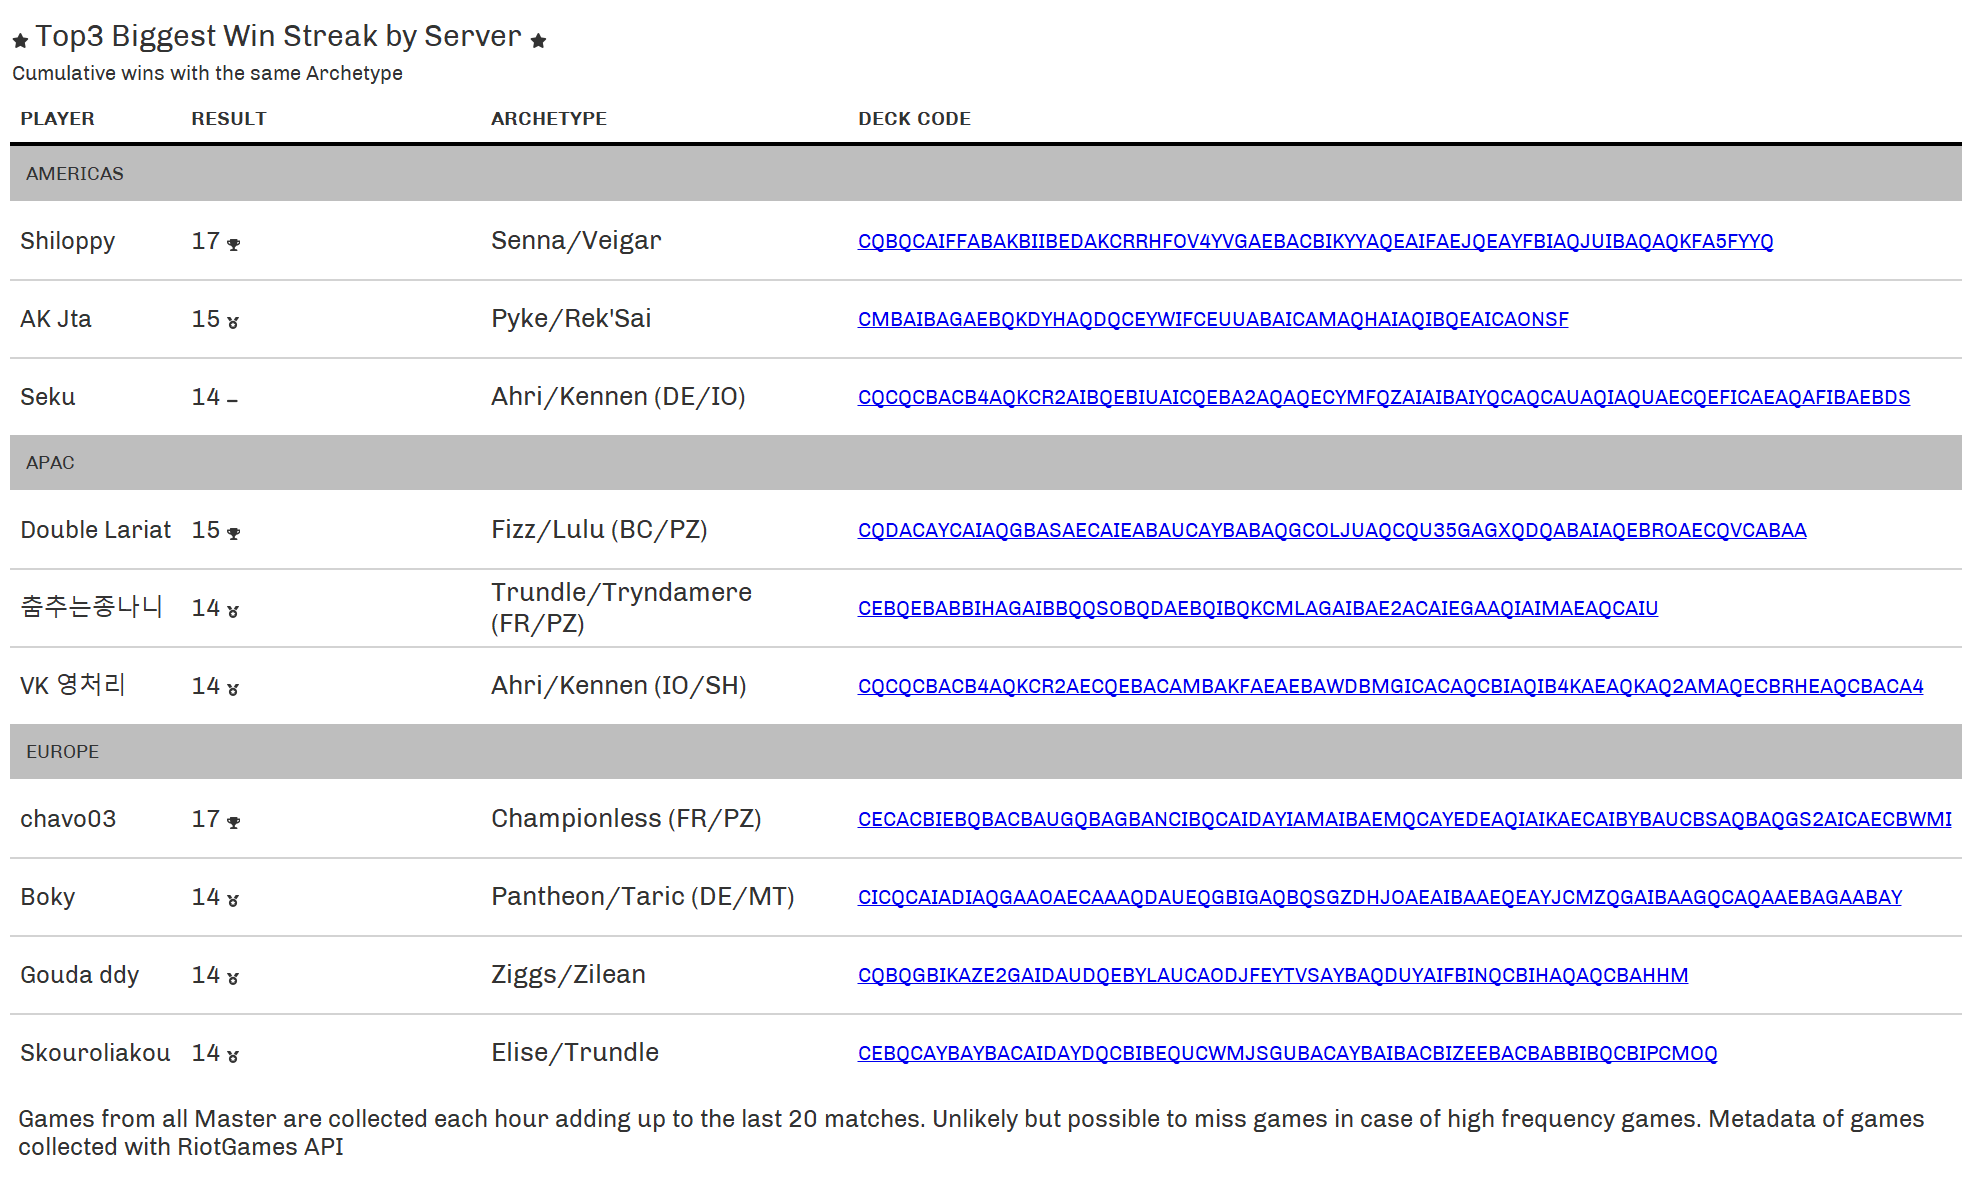 ★ Top3 Biggest Win Streak by Server ★
Cumulative wins with the same Archetype
PLAYER RESULT ARCHETYPE DECK CODE
AMERICAS
Shiloppy 17 Senna/Veigar CQBQCAIFFABAKBIIBEDAKCRRHFOV4YVGAEBACBIKYYAQEAIFAEJQEAYFBIAQJUIBAQAQKFA5FYYQ
AK Jta 15 Pyke/Rek'Sai CMBAIBAGAEBQKDYHAQDQCEYWIFCEUUABAICAMAQHAIAQIBQEAICAONSF
Seku 14 – Ahri/Kennen (DE/IO) CQCQCBACB4AQKCR2AIBQEBIUAICQEBA2AQAQECYMFQZAIAIBAIYQCAQCAUAQIAQUAECQEFICAEAQAFIBAEBDS
APAC
Double Lariat 15 Fizz/Lulu (BC/PZ) CQDACAYCAIAQGBASAECAIEABAUCAYBABAQGCOLJUAQCQU35GAGXQDQABAIAQEBROAECQVCABAA
춤추는종나니 14 Trundle/Tryndamere (FR/PZ) CEBQEBABBIHAGAIBBQQSOBQDAEBQIBQKCMLAGAIBAE2ACAIEGAAQIAIMAEAQCAIU
VK 영처리 14 Ahri/Kennen (IO/SH) CQCQCBACB4AQKCR2AECQEBACAMBAKFAEAEBAWDBMGICACAQCBIAQIB4KAEAQKAQ2AMAQECBRHEAQCBACA4
EUROPE
chavo03 17 Championless (FR/PZ) CECACBIEBQBACBAUGQBAGBANCIBQCAIDAYIAMAIBAEMQCAYEDEAQIAIKAECAIBYBAUCBSAQBAQGS2AICAECBWMI
Boky 14 Pantheon/Taric (DE/MT) CICQCAIADIAQGAAOAECAAAQDAUEQGBIGAQBQSGZDHJOAEAIBAAEQEAYJCMZQGAIBAAGQCAQAAEBAGAABAY
Gouda ddy 14 Ziggs/Zilean CQBQGBIKAZE2GAIDAUDQEBYLAUCAODJFEYTVSAYBAQDUYAIFBINQCBIHAQAQCBAHHM
Skouroliakou 14 Elise/Trundle CEBQCAYBAYBACAIDAYDQCBIBEQUCWMJSGUBACAYBAIBACBIZEEBACBABBIBQCBIPCMOQ
Games from all Master are collected each hour adding up to the last 20 matches. Unlikely but possible to miss games in case of high frequency games. Metadata of games
collected with RiotGames API